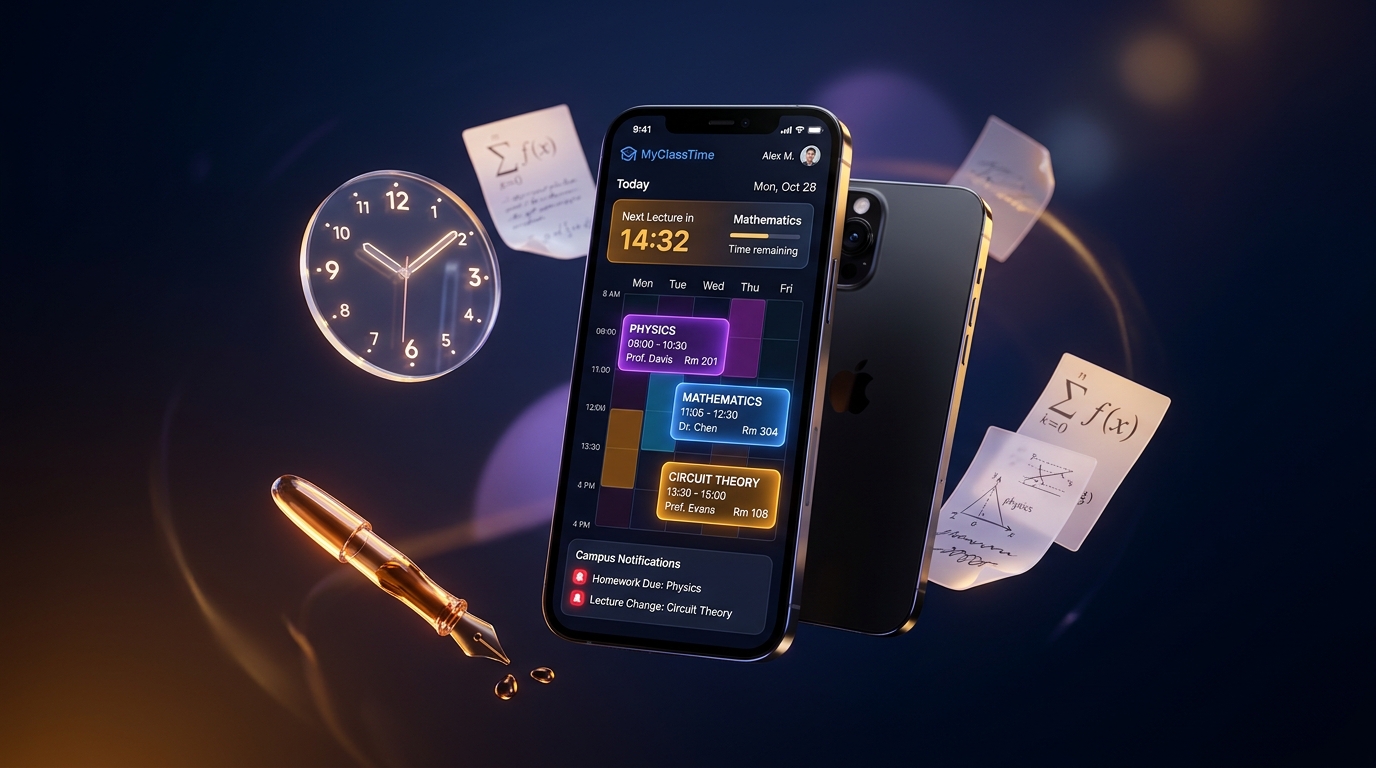 9:41
MyClassTime
Alex M.
Today
Mon, Oct 28
Next Lecture in
14:32
Mathematics
Time remaining
Mon Tue Wed Thu Fri
8 AM
08:00
11:00
12:00
13:30
4 PM
4 PM
PHYSICS
08:00 - 10:30
Prof. Davis Rm 201
MATHEMATICS
11:05 - 12:30
Dr. Chen Rm 304
CIRCUIT THEORY
13:30 - 15:00
Pref. Evans Rm 108
Campus Notifications
Homework Due: Physics
Lecture Change: Circuit Theory
12
1
2
3
4
5
6
7
8
9
10
11
Σ f(x)
n
Σ f(x)
k=0
physics